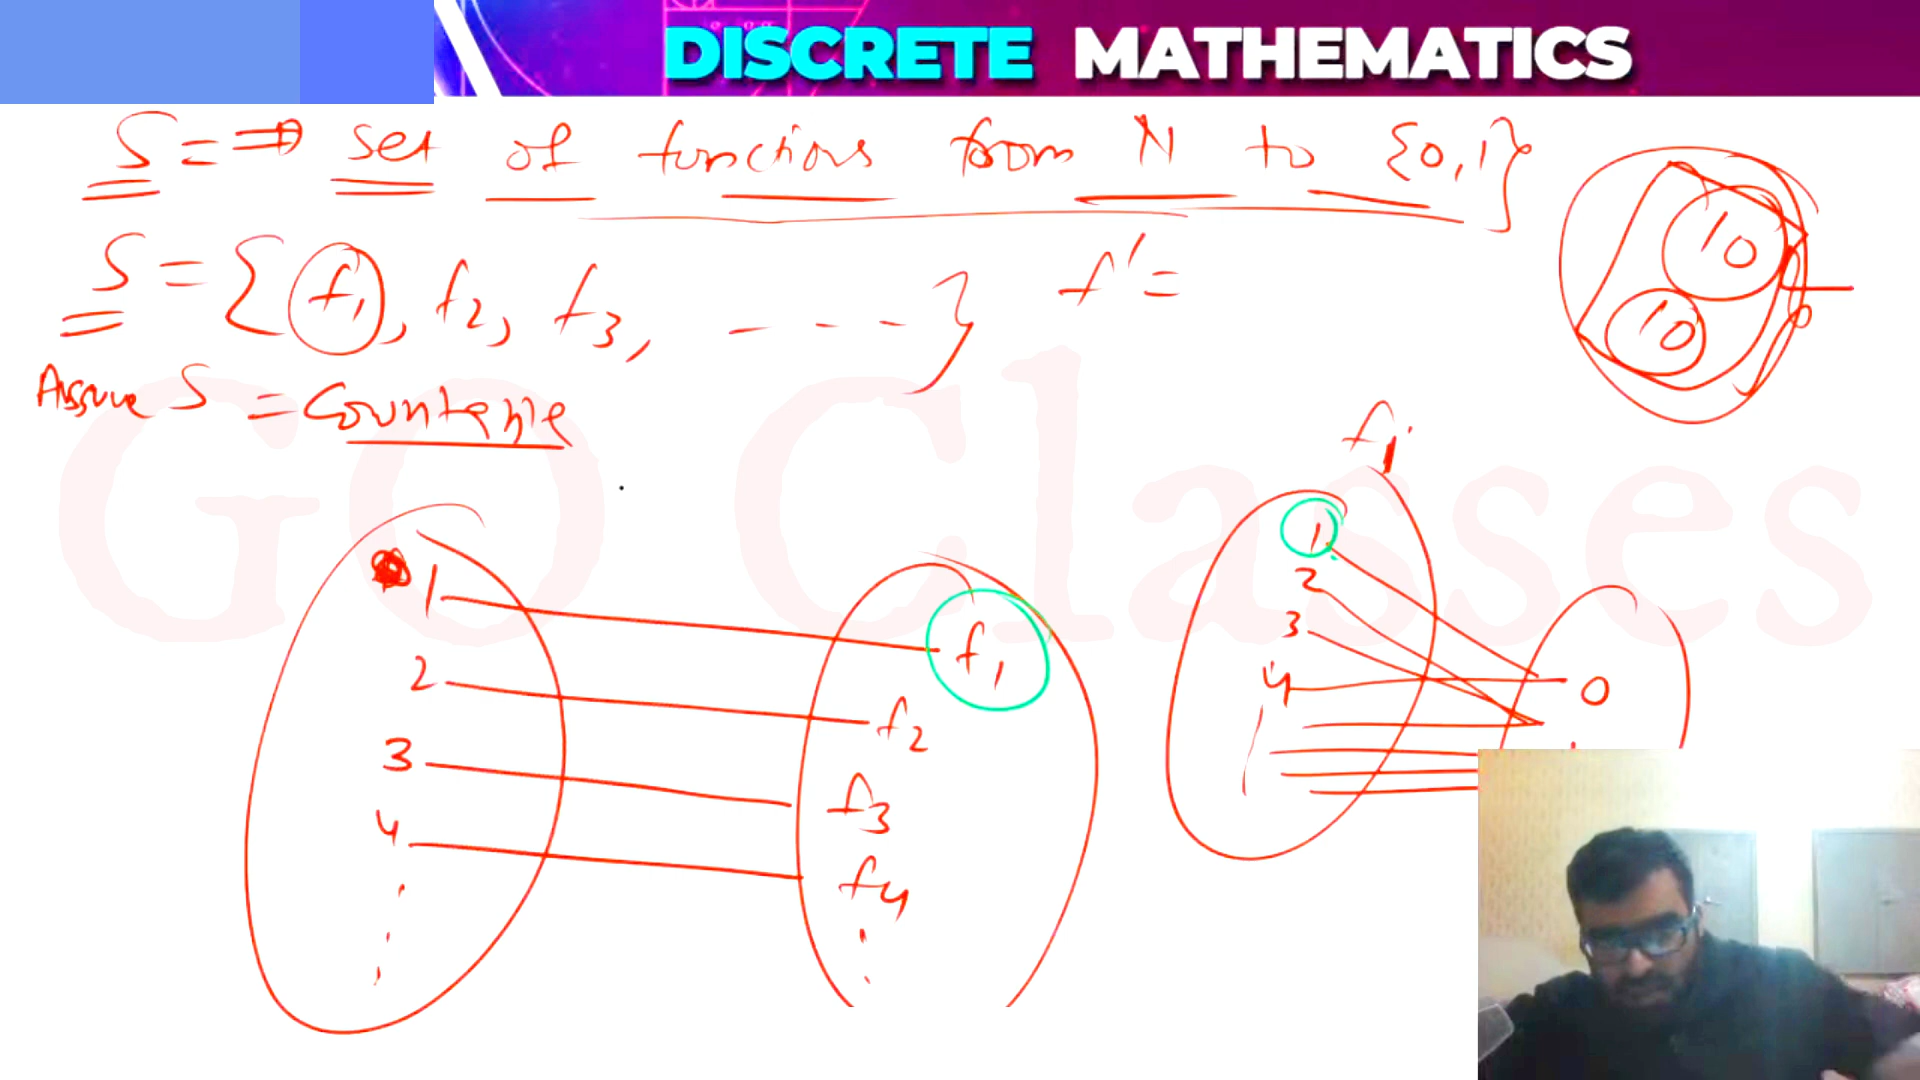 DISCRETE MATHEMATICS
S = ⇒ set of functions from N to {0,1}
S = { f1, f2, f3, - - - - } f' =
Assume S = Countable
10
10
GO Classes
f1
1
2
3
4
f1
f2
f3
f4
1
2
3
4
0